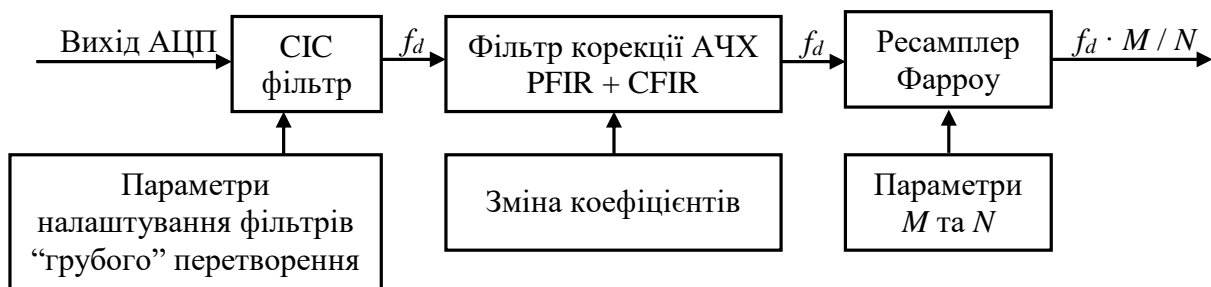 Вихід АЦП
CIC
фільтр
f_d
Фільтр корекції АЧХ
PFIR + CFIR
f_d
Ресамплер
Фарроу
f_d · M / N
Параметри
налаштування фільтрів
“грубого” перетворення
Зміна коефіцієнтів
Параметри
M та N